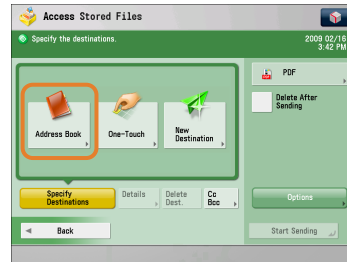 Access Stored Files
Specify the destinations.
2009 02/16
3:42 PM
Address Book
One-Touch
New
Destination
PDF
Delete After
Sending
Specify
Destinations
Details
Delete
Dest.
Cc
Bcc
Options
Back
Start Sending